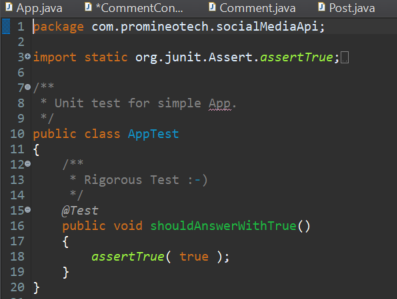 App.java
*CommentCon...
Comment.java
Post.java
1 package com.promineotech.socialMediaApi;
2
3 import static org.junit.Assert.assertTrue;
6
7 /**
8 * Unit test for simple App.
9 */
10 public class AppTest
11 {
12 /**
13 * Rigorous Test :-)
14 */
15 @Test
16 public void shouldAnswerWithTrue()
17 {
18 assertTrue( true );
19 }
20 }